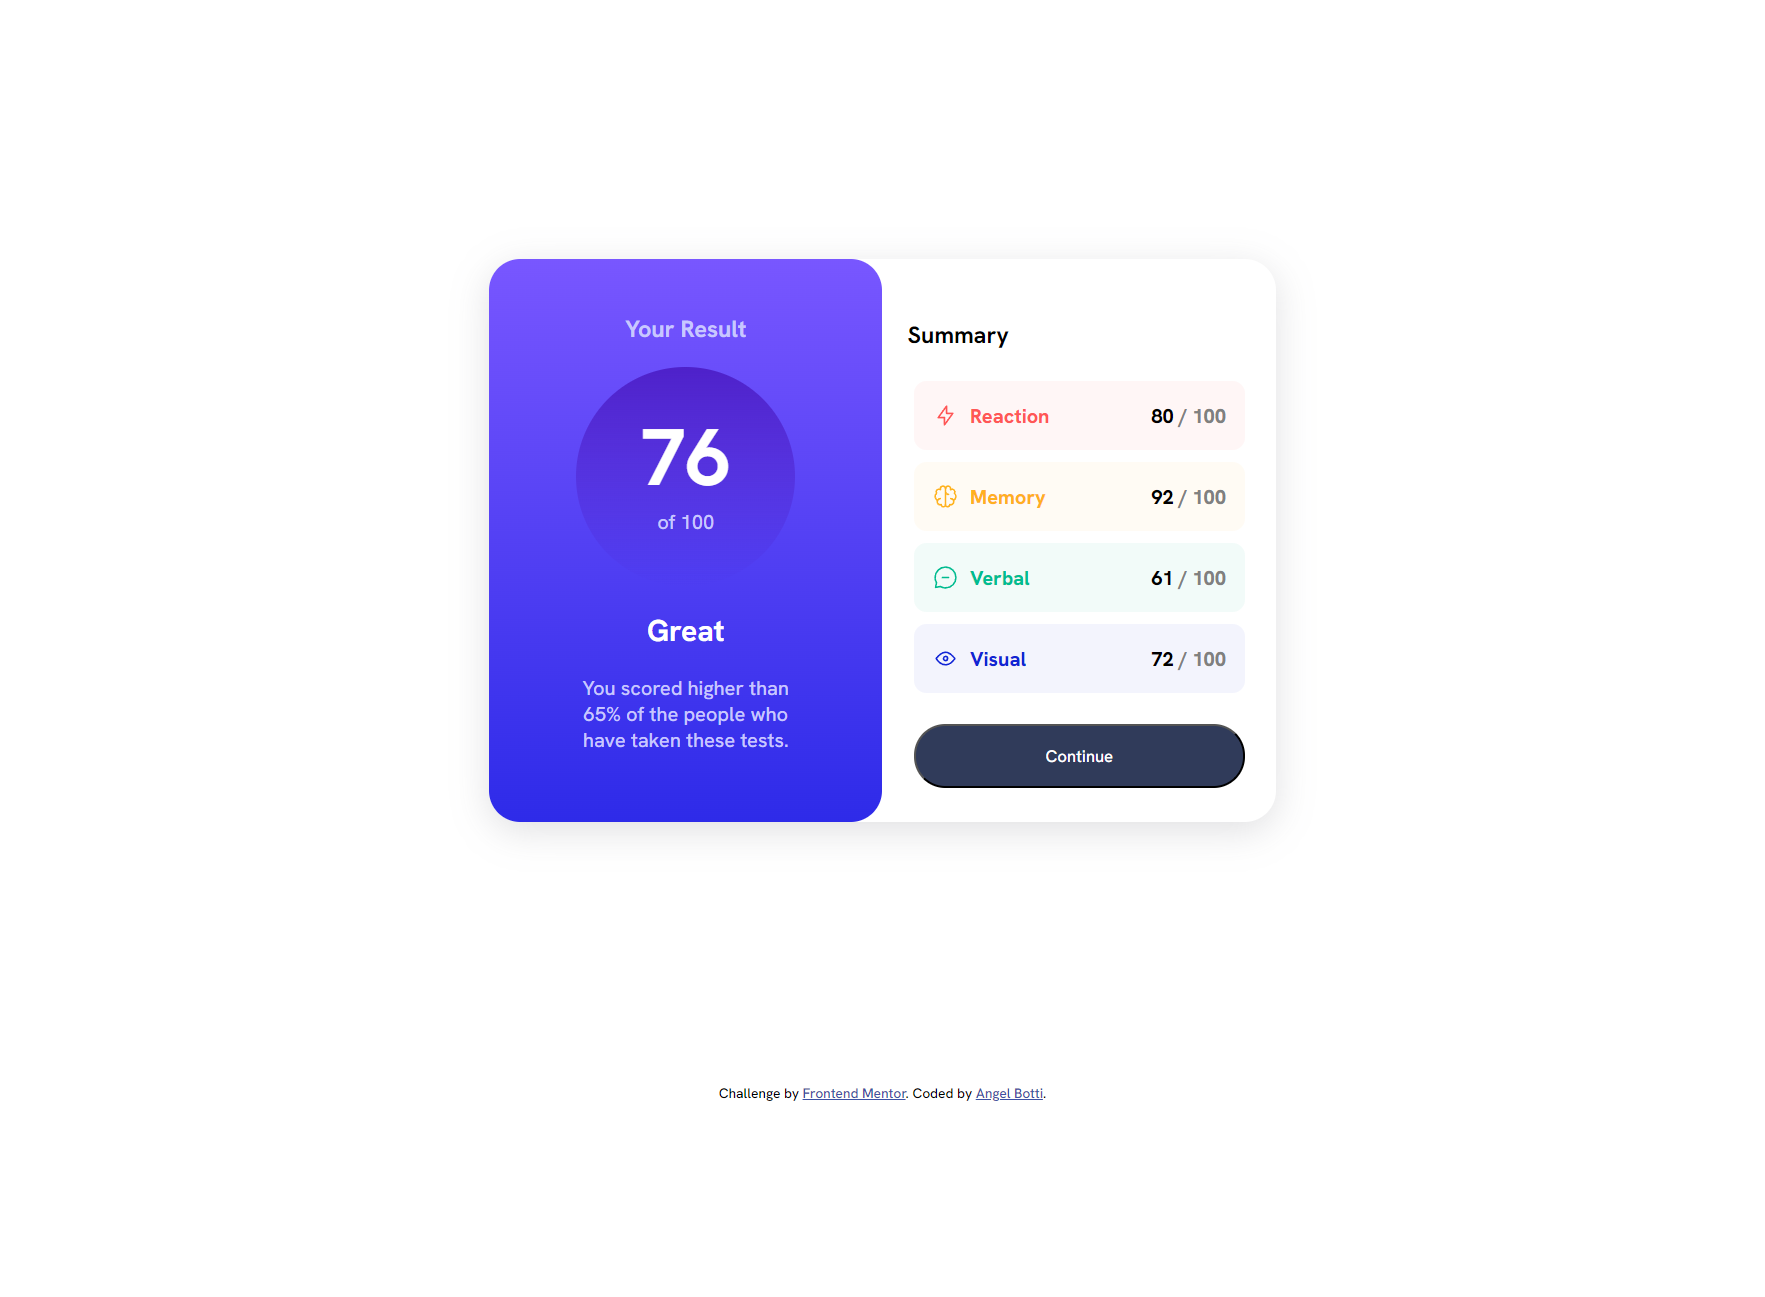 Your Result
76
of 100
Great
You scored higher than
65% of the people who
have taken these tests.
Summary
Reaction 80 / 100
Memory 92 / 100
Verbal 61 / 100
Visual 72 / 100
Continue
Challenge by Frontend Mentor. Coded by Angel Botti.